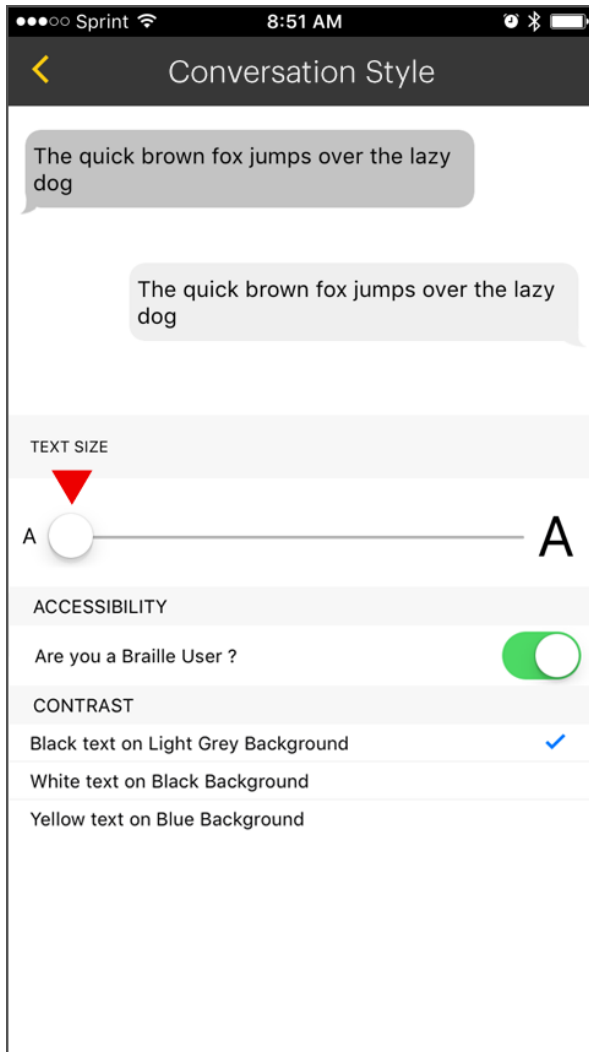 Sprint 8:51 AM
Conversation Style
The quick brown fox jumps over the lazy
dog
The quick brown fox jumps over the lazy
dog
TEXT SIZE
A A
ACCESSIBILITY
Are you a Braille User ?
CONTRAST
Black text on Light Grey Background
White text on Black Background
Yellow text on Blue Background